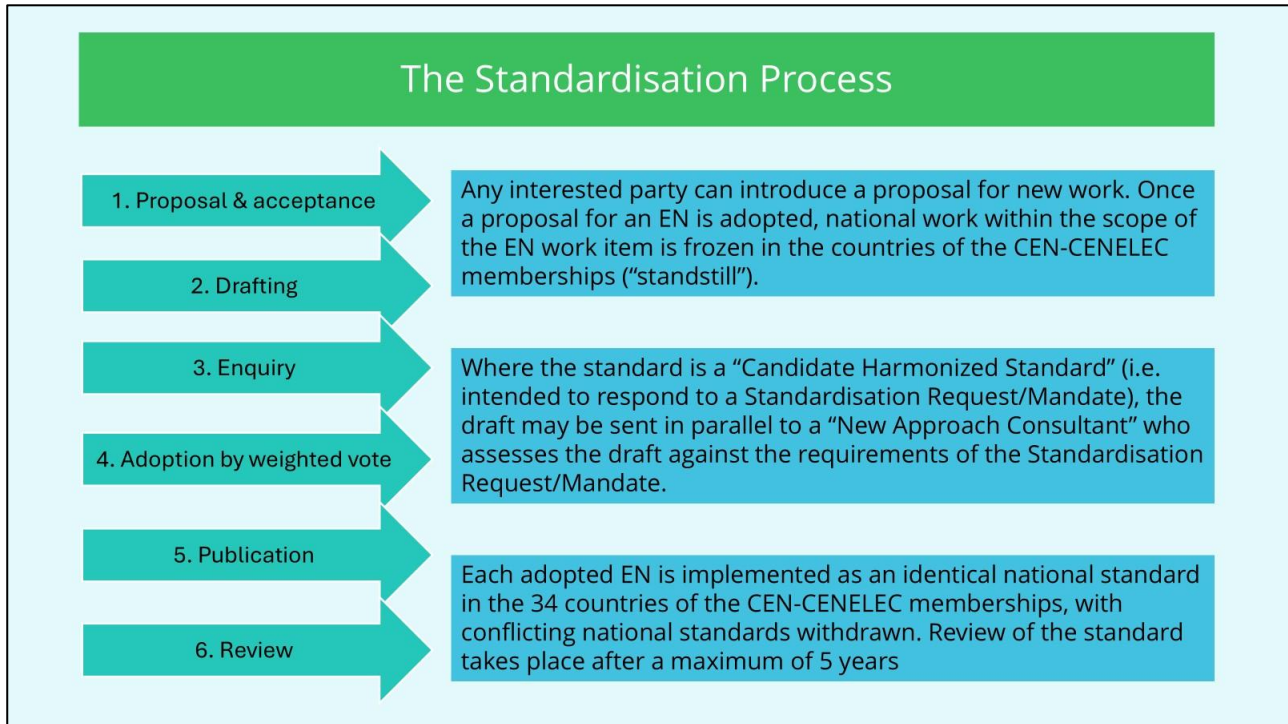 The Standardisation Process
1. Proposal & acceptance
2. Drafting
Any interested party can introduce a proposal for new work. Once
a proposal for an EN is adopted, national work within the scope of
the EN work item is frozen in the countries of the CEN-CENELEC
memberships (“standstill”).
3. Enquiry
4. Adoption by weighted vote
Where the standard is a “Candidate Harmonized Standard” (i.e.
intended to respond to a Standardisation Request/Mandate), the
draft may be sent in parallel to a “New Approach Consultant” who
assesses the draft against the requirements of the Standardisation
Request/Mandate.
5. Publication
6. Review
Each adopted EN is implemented as an identical national standard
in the 34 countries of the CEN-CENELEC memberships, with
conflicting national standards withdrawn. Review of the standard
takes place after a maximum of 5 years